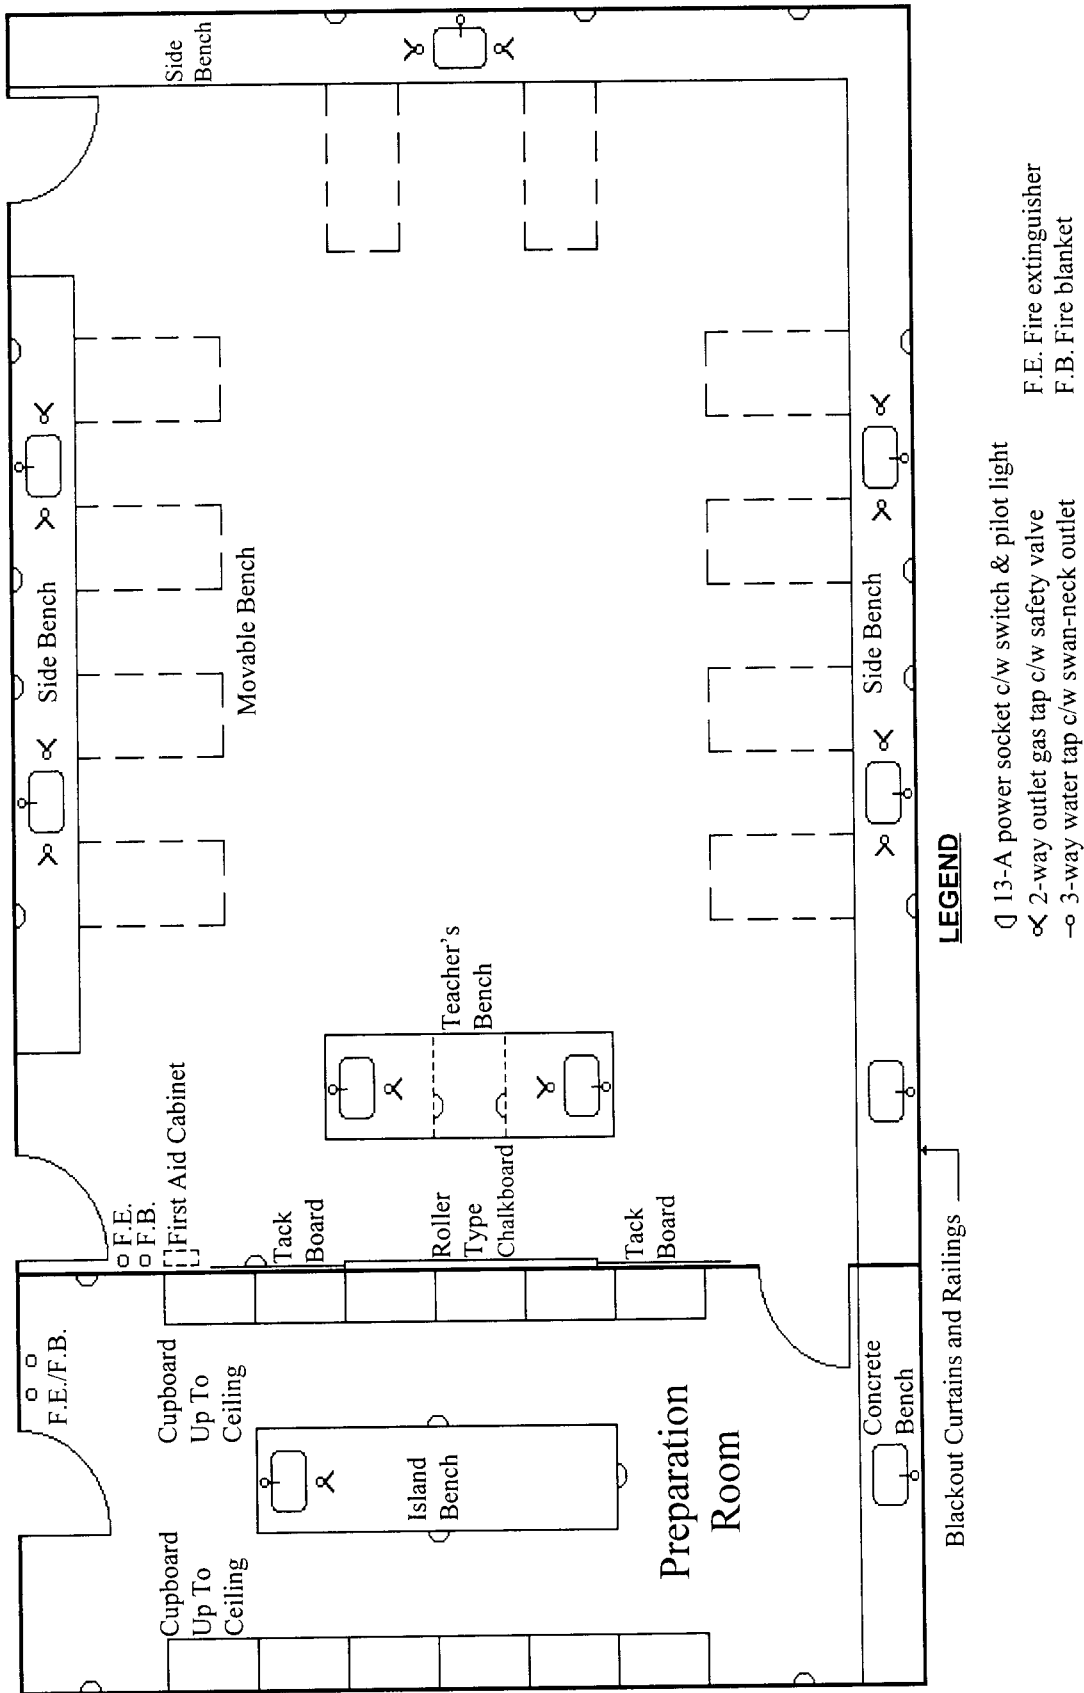 F.E./F.B.
F.E.
F.B.
First Aid Cabinet
Side Bench
Side
Bench
Movable Bench
Cupboard
Up To
Ceiling
Cupboard
Up To
Ceiling
Tack
Board
Teacher's
Bench
Roller
Type
Chalkboard
Island
Bench
Tack
Board
Preparation
Room
Side Bench
Concrete
Bench
Blackout Curtains and Railings
LEGEND
13-A power socket c/w switch & pilot light
2-way outlet gas tap c/w safety valve
3-way water tap c/w swan-neck outlet
F.E. Fire extinguisher
F.B. Fire blanket